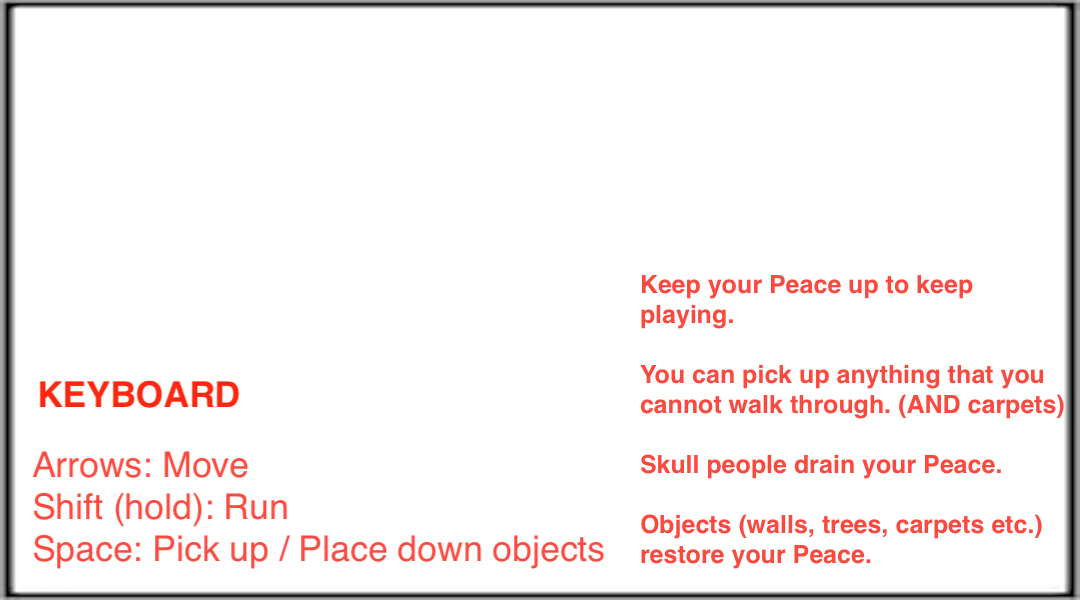 KEYBOARD
Arrows: Move
Shift (hold): Run
Space: Pick up / Place down objects
Keep your Peace up to keep
playing.
You can pick up anything that you
cannot walk through. (AND carpets)
Skull people drain your Peace.
Objects (walls, trees, carpets etc.)
restore your Peace.